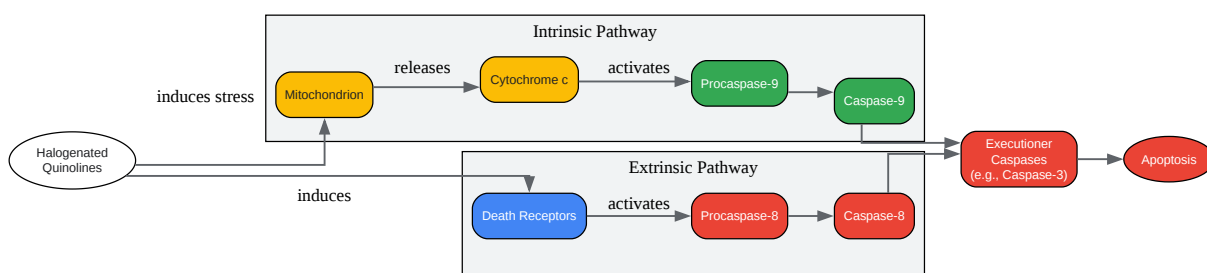 Intrinsic Pathway
releases
activates
Cytochrome c
Procaspase-9
Mitochondrion
Caspase-9
induces stress
Halogenated
Quinolines
Executioner
Caspases
(e.g., Caspase-3)
Apoptosis
Extrinsic Pathway
induces
activates
Death Receptors
Procaspase-8
Caspase-8